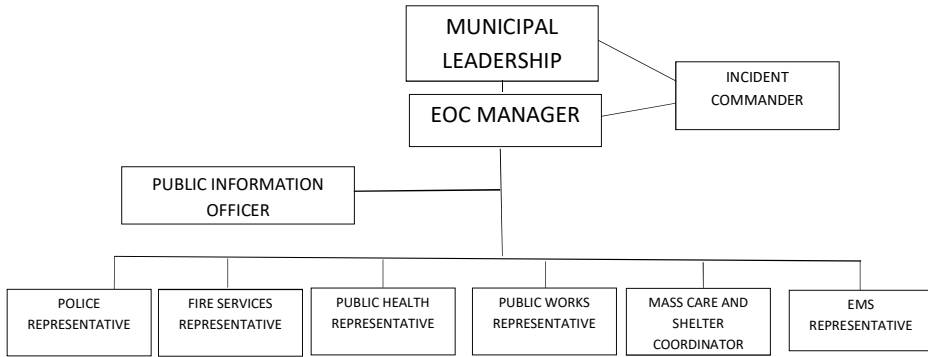 MUNICIPAL
LEADERSHIP
INCIDENT
COMMANDER
EOC MANAGER
PUBLIC INFORMATION
OFFICER
POLICE
REPRESENTATIVE
FIRE SERVICES
REPRESENTATIVE
PUBLIC HEALTH
REPRESENTATIVE
PUBLIC WORKS
REPRESENTATIVE
MASS CARE AND
SHELTER
COORDINATOR
EMS
REPRESENTATIVE